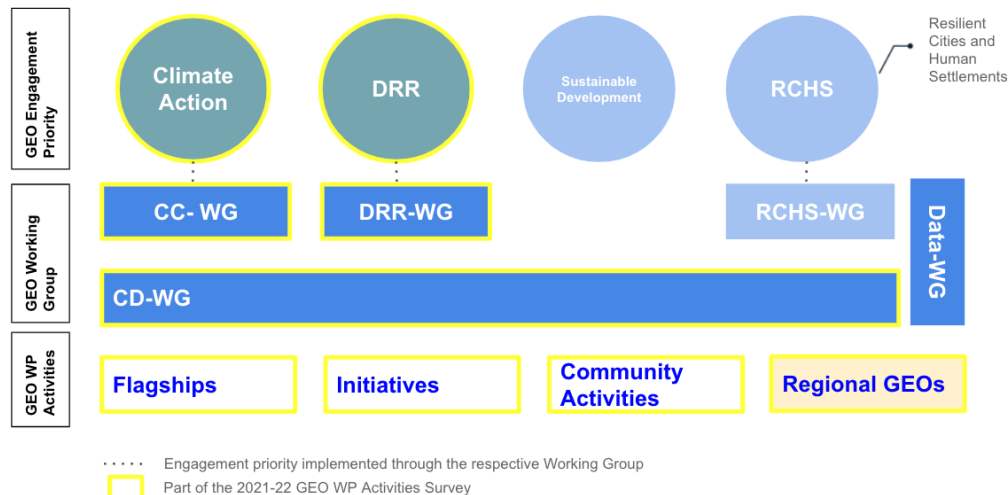 GEO Engagement
Priority
Climate
Action
DRR
Sustainable
Development
RCHS
Resilient
Cities and
Human
Settlements
GEO Working
Group
CC- WG
DRR-WG
RCHS-WG
Data-WG
CD-WG
GEO WP
Activities
Flagships
Initiatives
Community
Activities
Regional GEOs
Engagement priority implemented through the respective Working Group
Part of the 2021-22 GEO WP Activities Survey